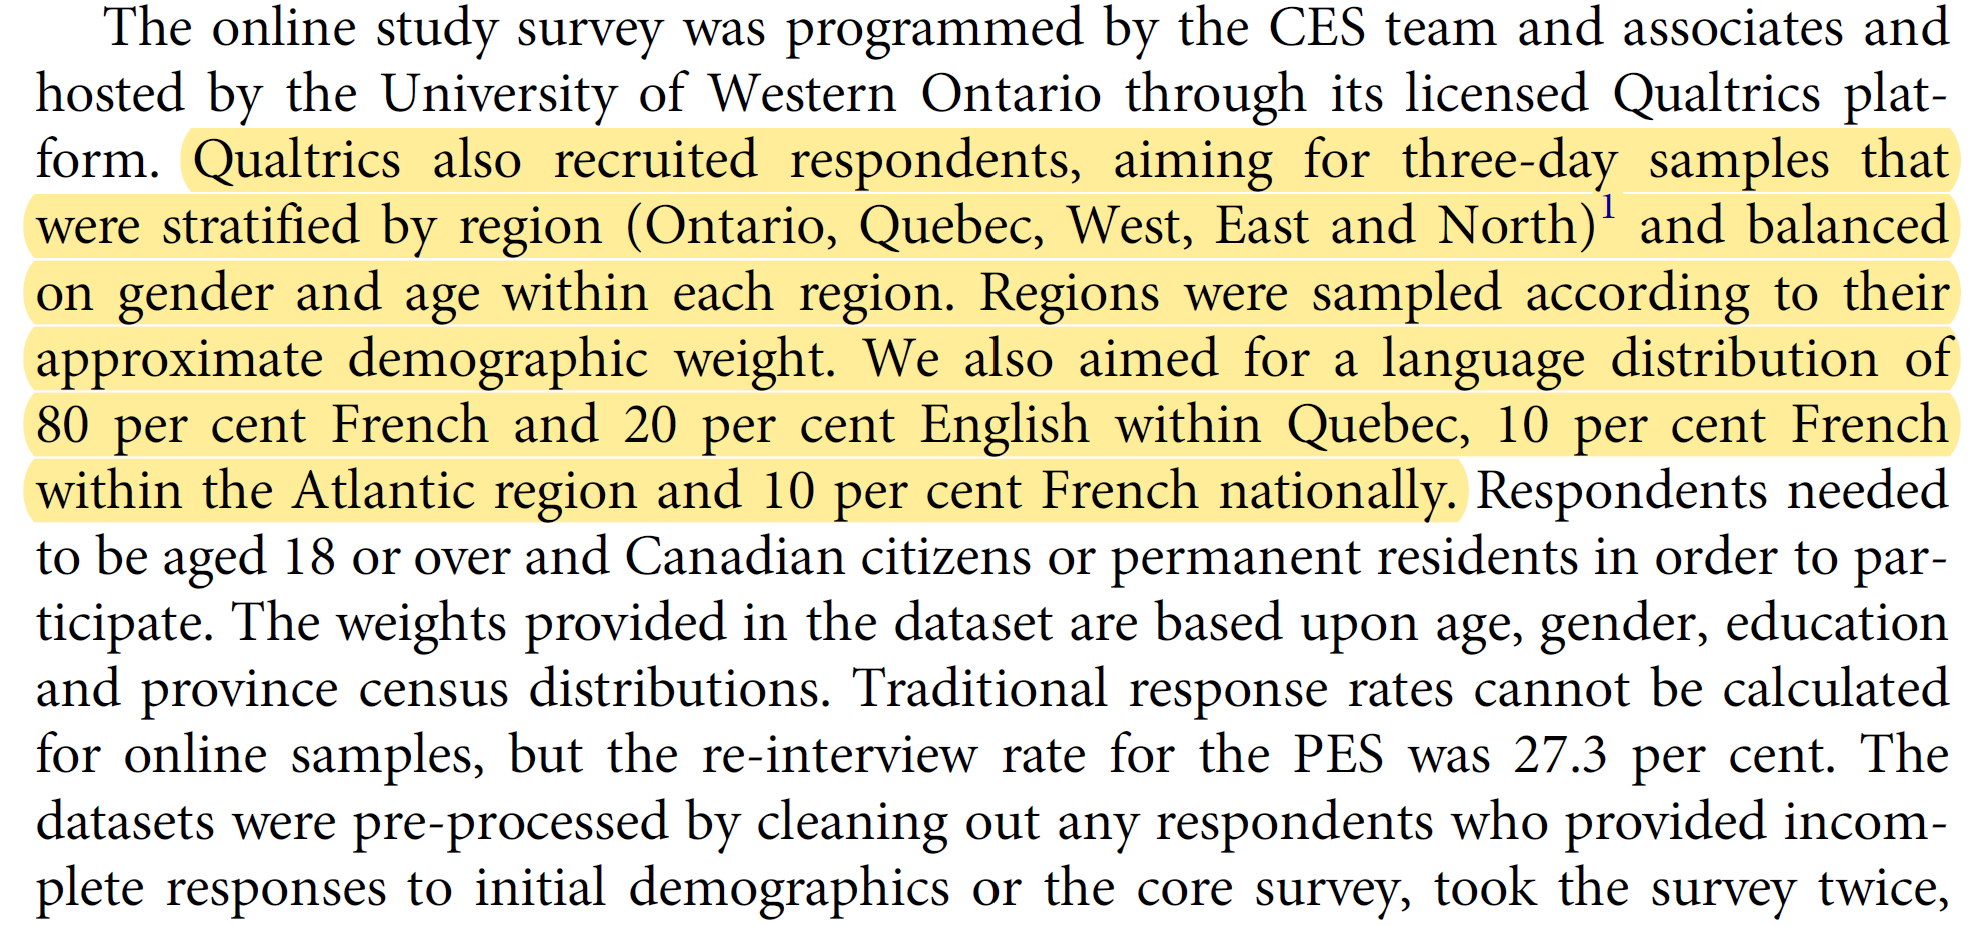 The online study survey was programmed by the CES team and associates and
hosted by the University of Western Ontario through its licensed Qualtrics plat-
form. Qualtrics also recruited respondents, aiming for three-day samples that
were stratified by region (Ontario, Quebec, West, East and North)1 and balanced
on gender and age within each region. Regions were sampled according to their
approximate demographic weight. We also aimed for a language distribution of
80 per cent French and 20 per cent English within Quebec, 10 per cent French
within the Atlantic region and 10 per cent French nationally. Respondents needed
to be aged 18 or over and Canadian citizens or permanent residents in order to par-
ticipate. The weights provided in the dataset are based upon age, gender, education
and province census distributions. Traditional response rates cannot be calculated
for online samples, but the re-interview rate for the PES was 27.3 per cent. The
datasets were pre-processed by cleaning out any respondents who provided incom-
plete responses to initial demographics or the core survey, took the survey twice,